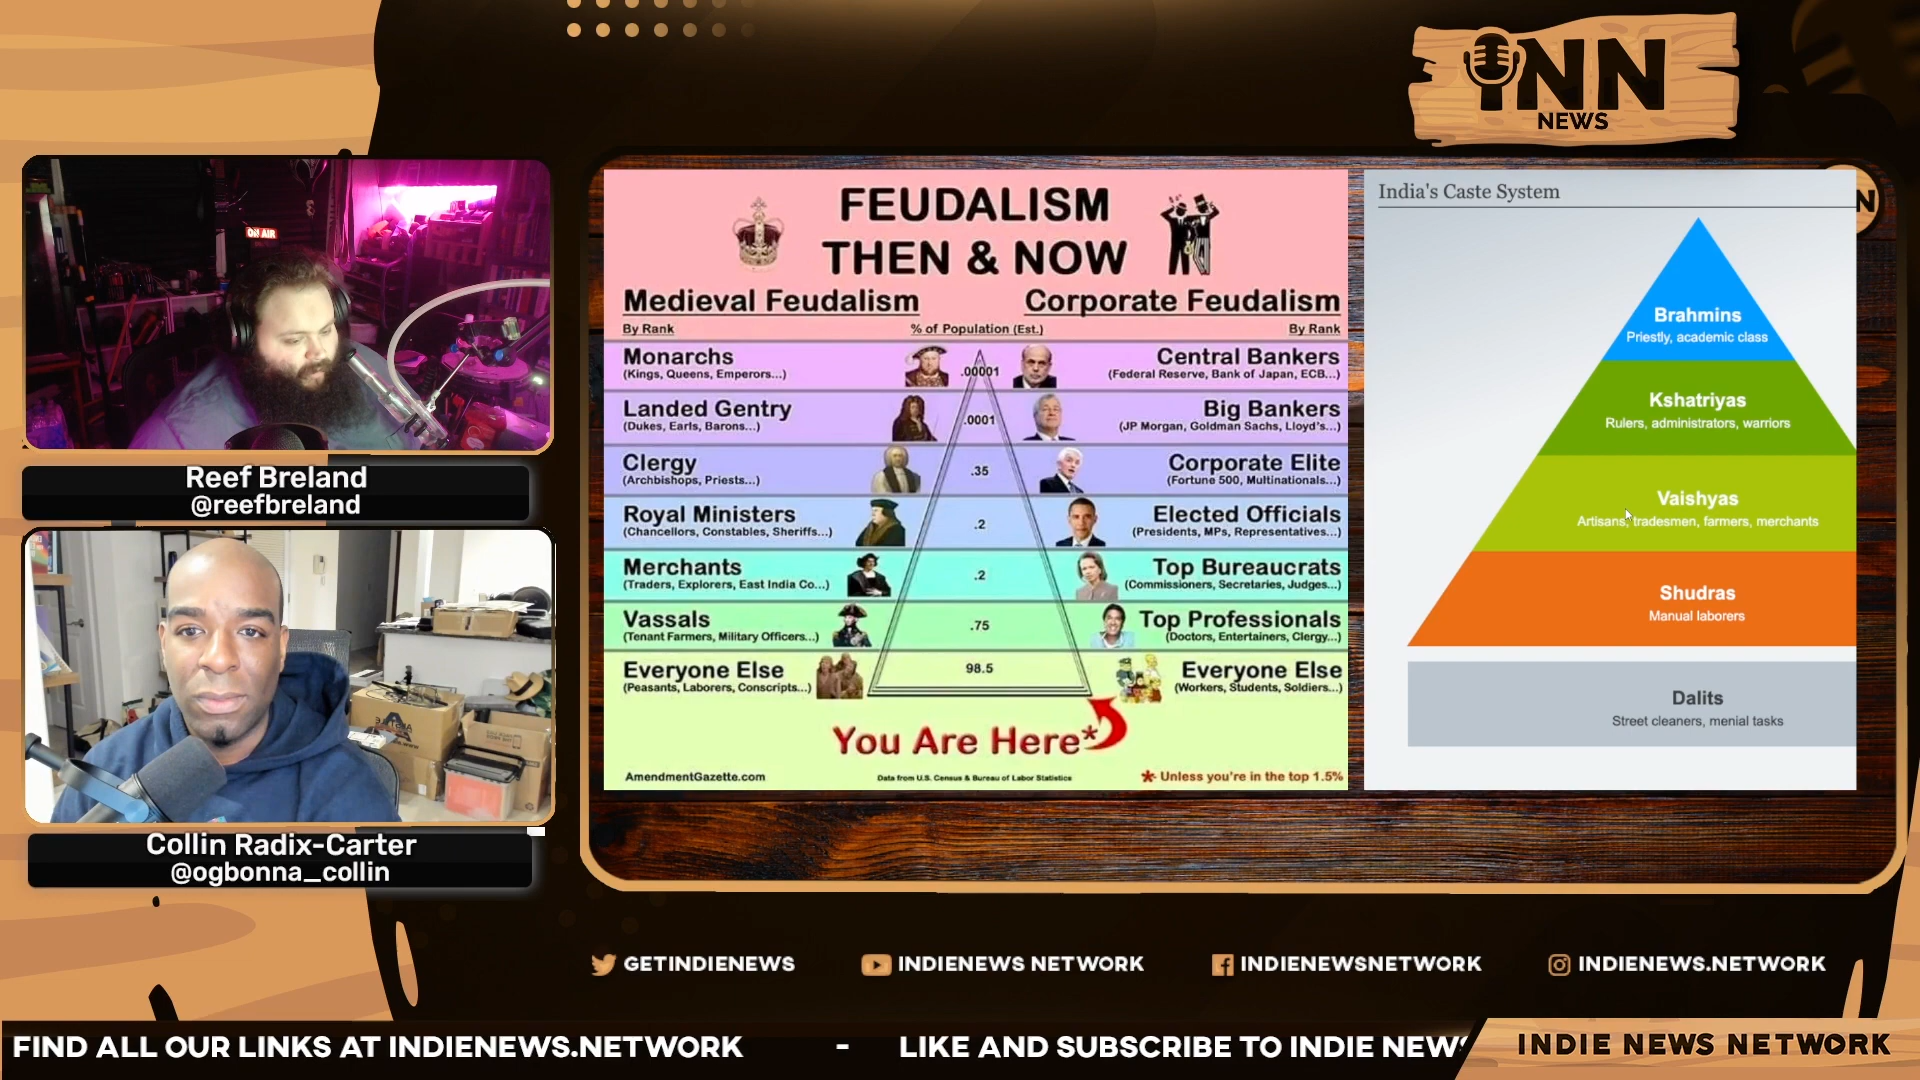 INN
NEWS
ON AIR
Reef Breland
@reefbreland
Collin Radix-Carter
@ogbonna_collin
FEUDALISM
THEN & NOW
Medieval Feudalism
Corporate Feudalism
By Rank
% of Population (Est.)
By Rank
Monarchs
(Kings, Queens, Emperors...)
.00001
Central Bankers
(Federal Reserve, Bank of Japan, ECB...)
Landed Gentry
(Dukes, Earls, Barons...)
.0001
Big Bankers
(JP Morgan, Goldman Sachs, Lloyd's...)
Clergy
(Archbishops, Priests...)
.35
Corporate Elite
(Fortune 500, Multinationals...)
Royal Ministers
(Chancellors, Constables, Sheriffs...)
.2
Elected Officials
(Presidents, MPs, Representatives...)
Merchants
(Traders, Explorers, East India Co...)
.2
Top Bureaucrats
(Commissioners, Secretaries, Judges...)
Vassals
(Tenant Farmers, Military Officers...)
.75
Top Professionals
(Doctors, Entertainers, Clergy...)
Everyone Else
(Peasants, Laborers, Conscripts...)
98.5
Everyone Else
(Workers, Students, Soldiers...)
You Are Here*
AmendmentGazette.com
Data from U.S. Census & Bureau of Labor Statistics
* Unless you're in the top 1.5%
India's Caste System
N
Brahmins
Priestly, academic class
Kshatriyas
Rulers, administrators, warriors
Vaishyas
Artisans, tradesmen, farmers, merchants
Shudras
Manual laborers
Dalits
Street cleaners, menial tasks
GETINDIENEWS
INDIENEWS NETWORK
INDIENEWSNETWORK
INDIENEWS.NETWORK
FIND ALL OUR LINKS AT INDIENEWS.NETWORK - LIKE AND SUBSCRIBE TO INDIE NEWS
INDIE NEWS NETWORK